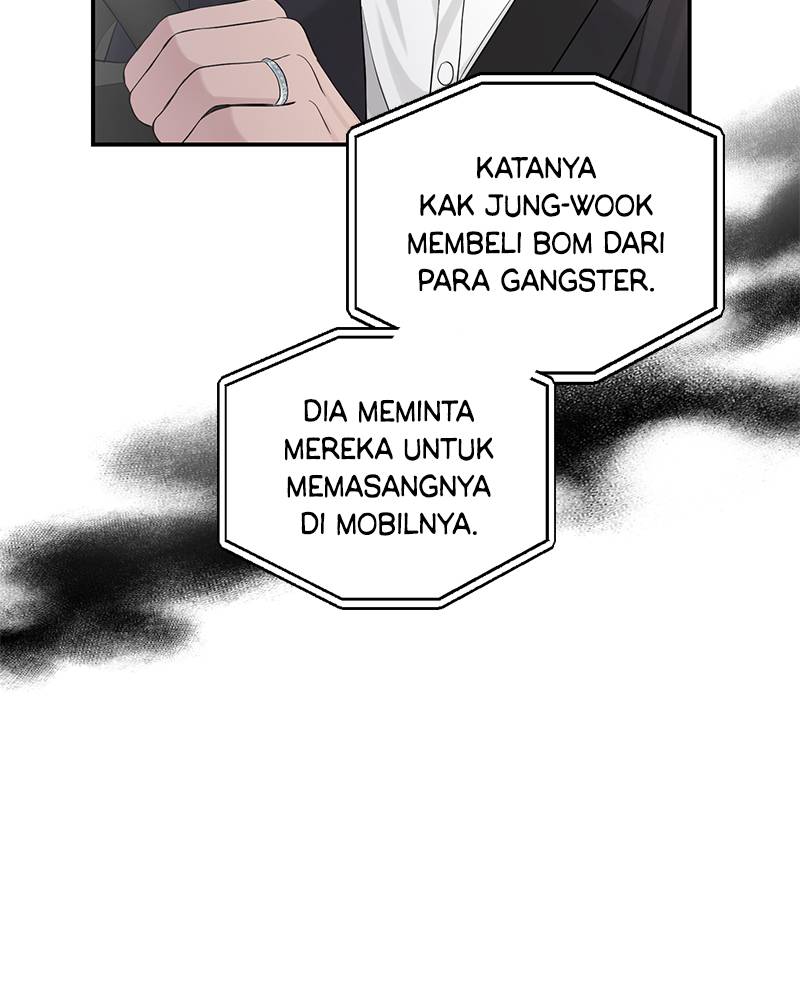 KATANYA
KAK JUNG-WOOK
MEMBELI BOM DARI
PARA GANGSTER.
DIA MEMINTA
MEREKA UNTUK
MEMASANGNYA
DI MOBILNYA.